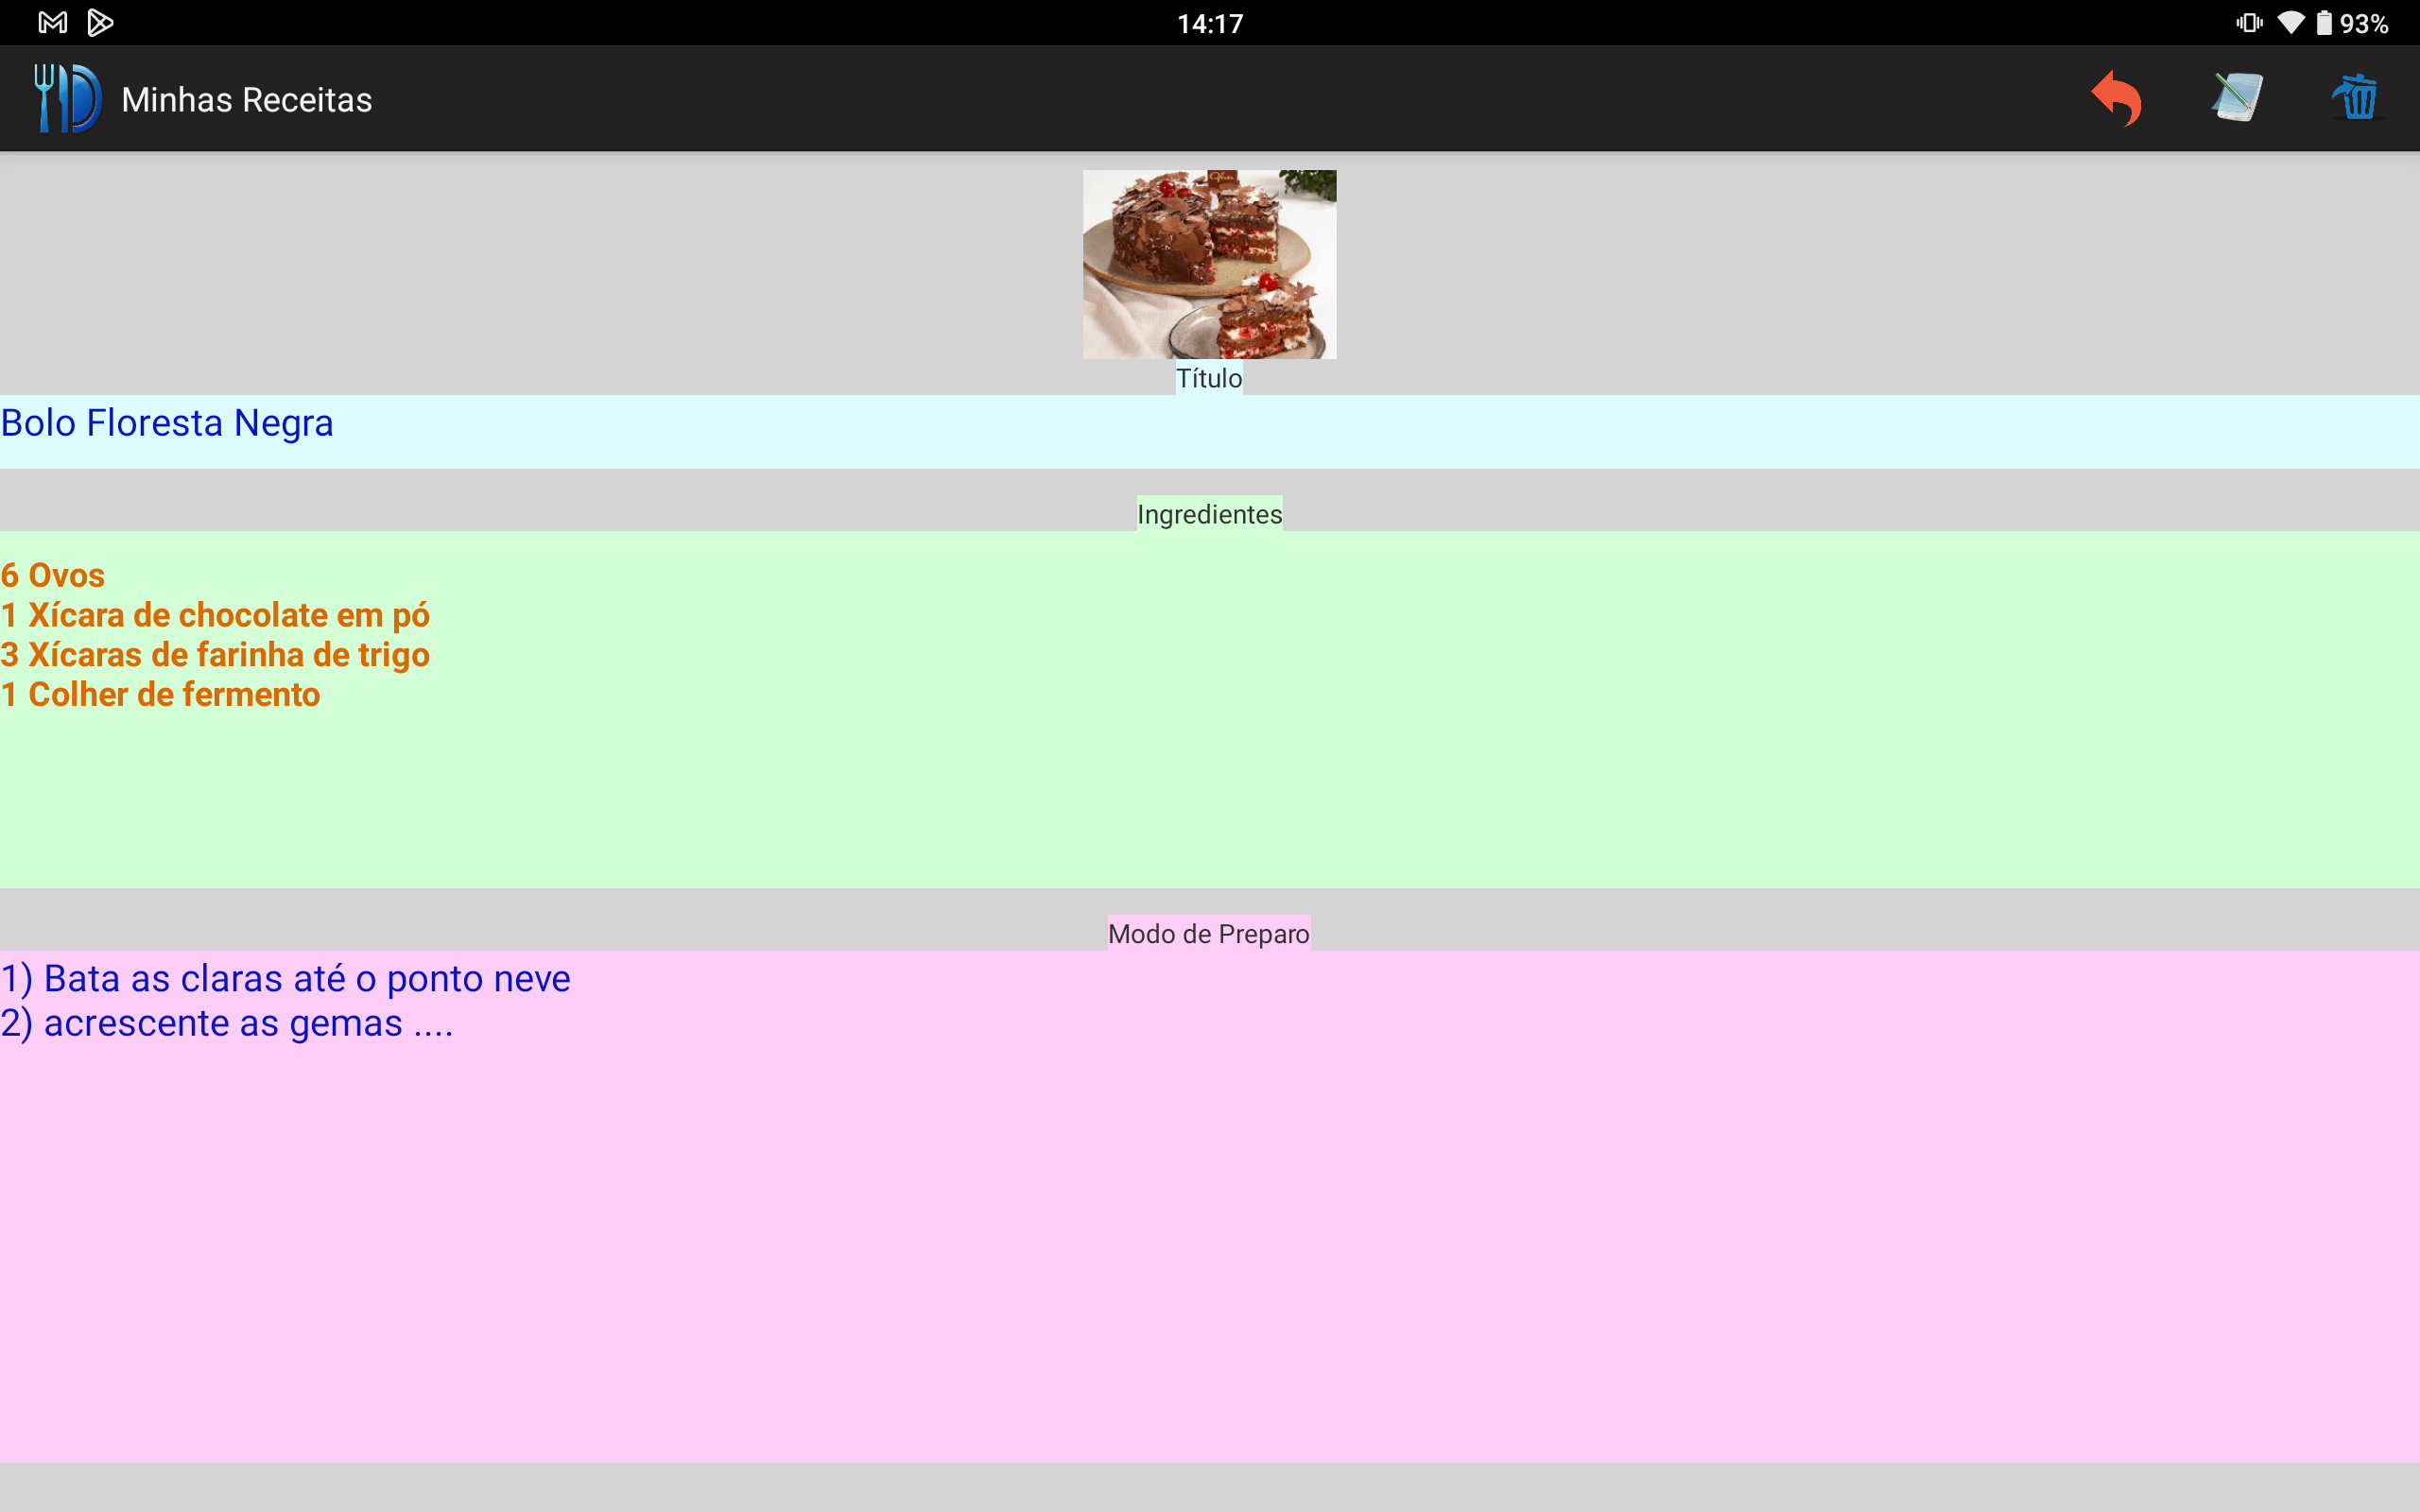 14:17
93%
Minhas Receitas
Título
Bolo Floresta Negra
Ingredientes
6 Ovos
1 Xícara de chocolate em pó
3 Xícaras de farinha de trigo
1 Colher de fermento
Modo de Preparo
1) Bata as claras até o ponto neve
2) acrescente as gemas ....